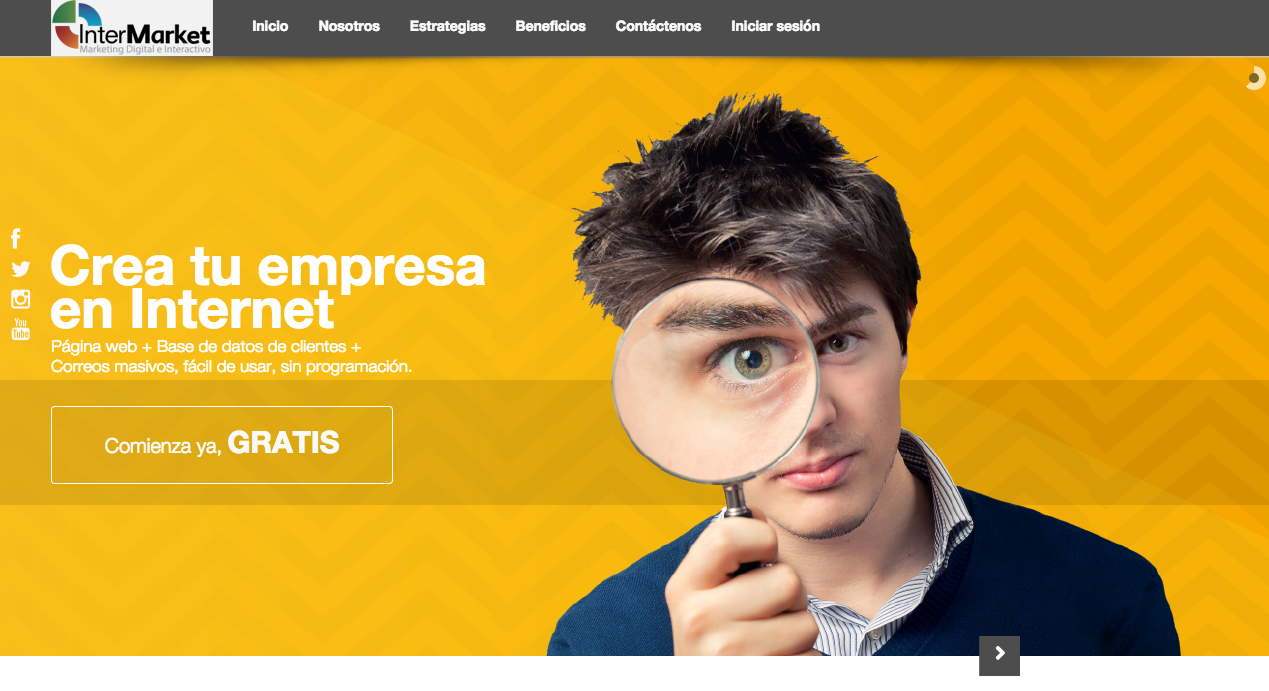 InterMarket
Marketing Digital e Interactivo
Inicio Nosotros Estrategias Beneficios Contáctenos Iniciar sesión
Crea tu empresa
en Internet
Página web + Base de datos de clientes +
Correos masivos, fácil de usar, sin programación.
Comienza ya, GRATIS
You
Tube